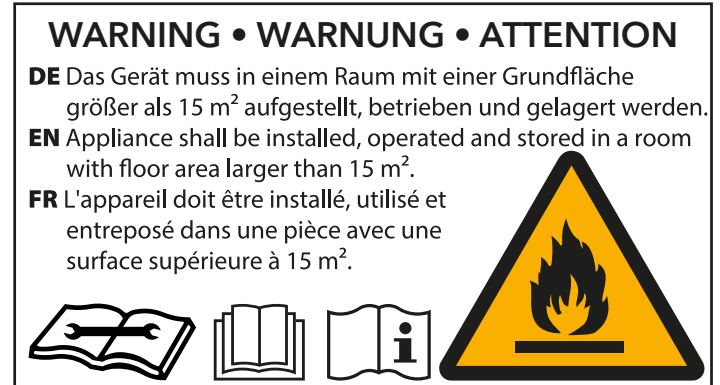 WARNING • WARNUNG • ATTENTION
DE Das Gerät muss in einem Raum mit einer Grundfläche
größer als 15 m² aufgestellt, betrieben und gelagert werden.
EN Appliance shall be installed, operated and stored in a room
with floor area larger than 15 m².
FR L'appareil doit être installé, utilisé et
entreposé dans une pièce avec une
surface supérieure à 15 m².
i